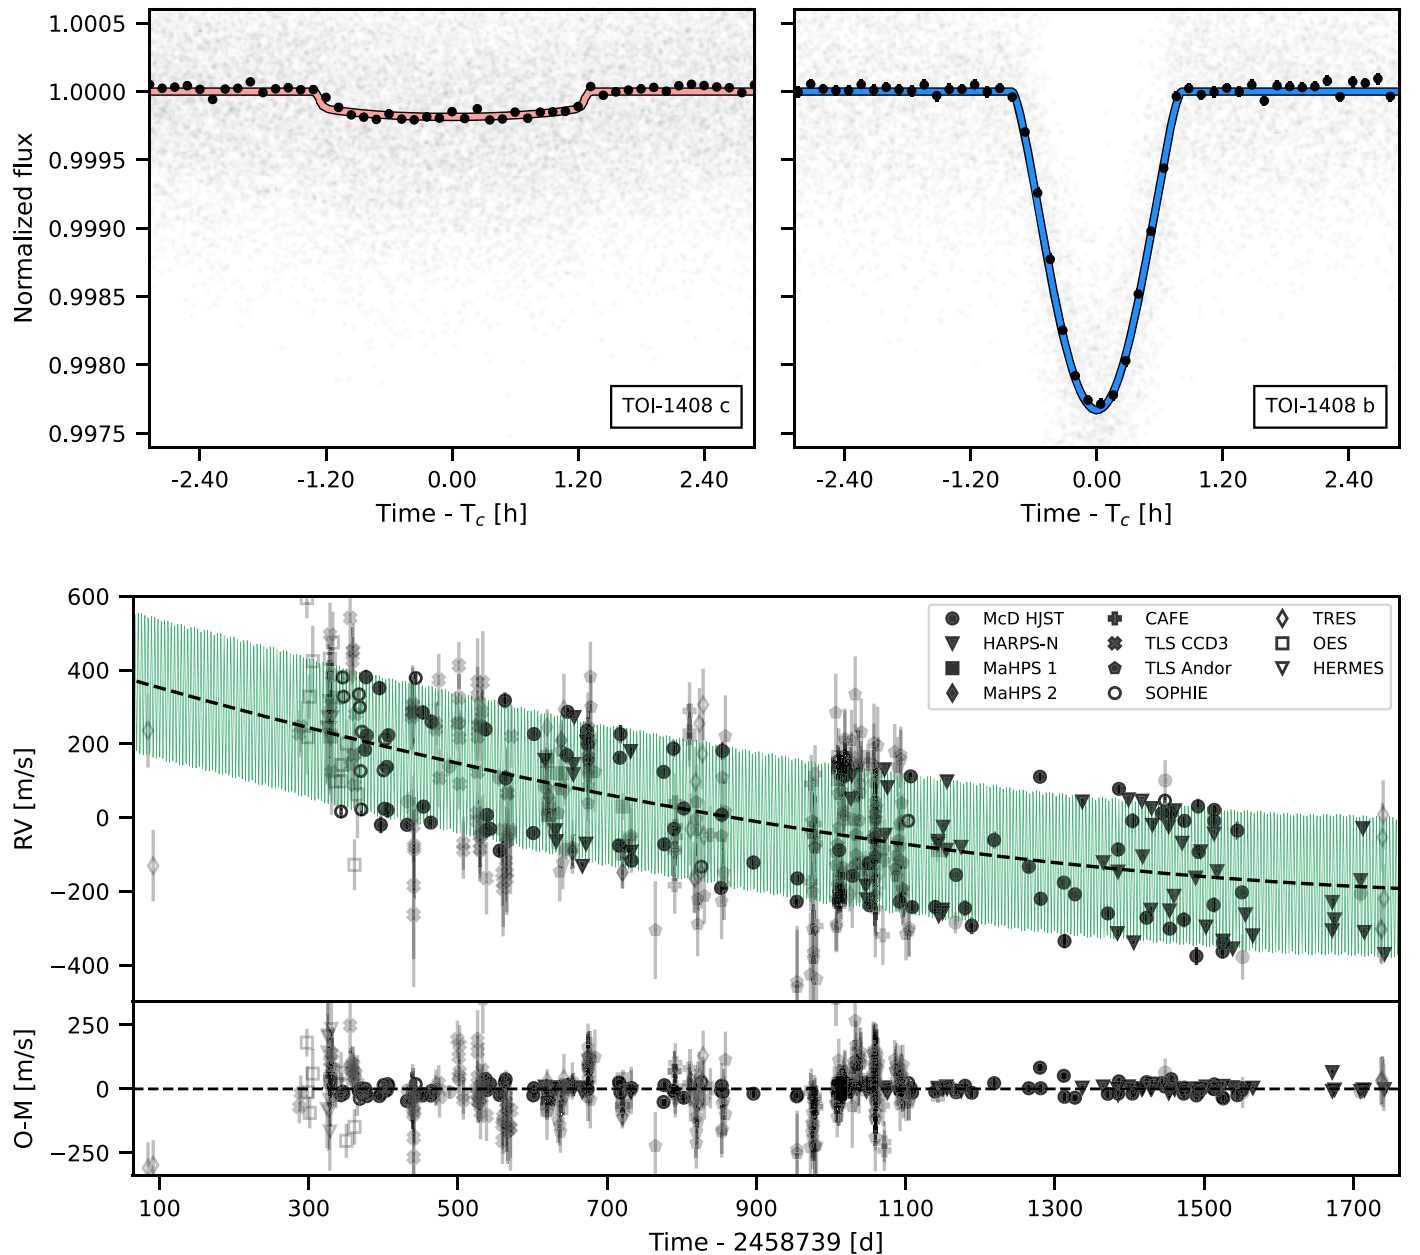 1.0005
1.0000
0.9995
0.9990
0.9985
0.9980
0.9975
Normalized flux
TOI-1408 c
TOI-1408 b
-2.40 -1.20 0.00 1.20 2.40
-2.40 -1.20 0.00 1.20 2.40
Time - Tc [h]
Time - Tc [h]
600
400
200
0
−200
−400
RV [m/s]
McD HJST
HARPS-N
MaHPS 1
MaHPS 2
CAFE
TLS CCD3
TLS Andor
SOPHIE
TRES
OES
HERMES
250
0
−250
O-M [m/s]
100 300 500 700 900 1100 1300 1500 1700
Time - 2458739 [d]